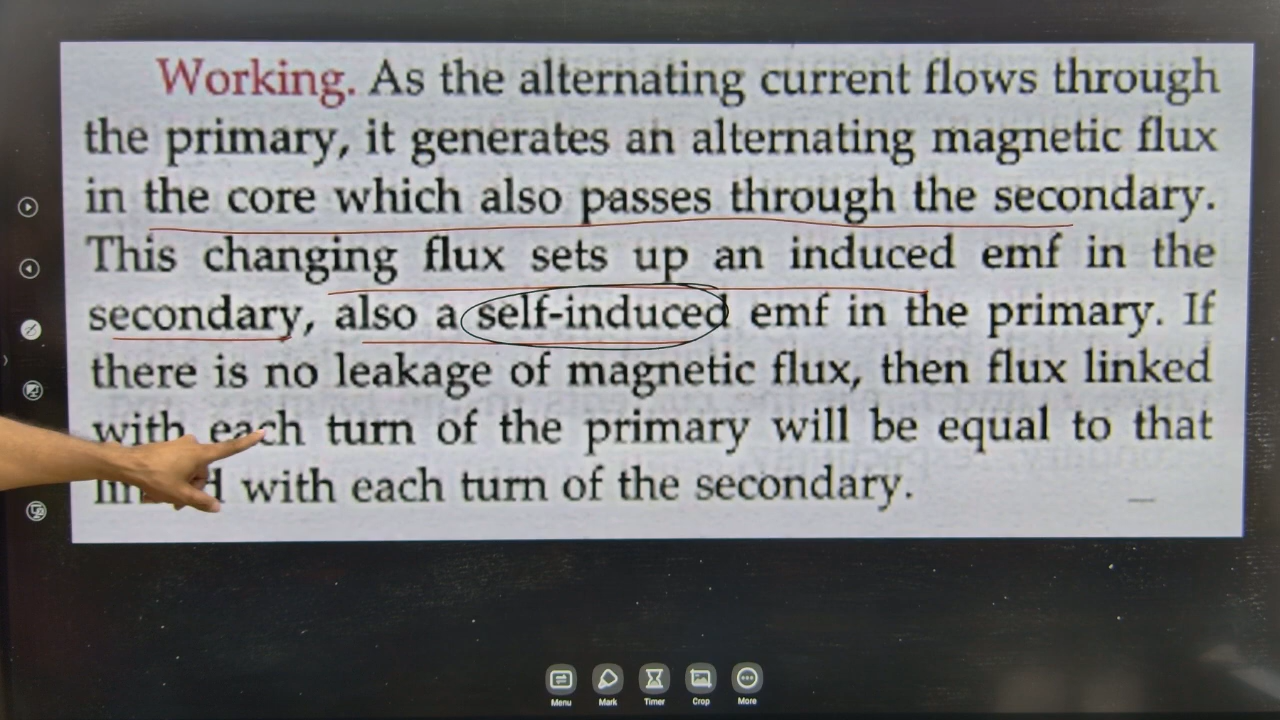 Working. As the alternating current flows through
the primary, it generates an alternating magnetic flux
in the core which also passes through the secondary.
This changing flux sets up an induced emf in the
secondary, also a self-induced emf in the primary. If
there is no leakage of magnetic flux, then flux linked
with each turn of the primary will be equal to that
with each turn of the secondary.
Menu Mark Timer Crop More